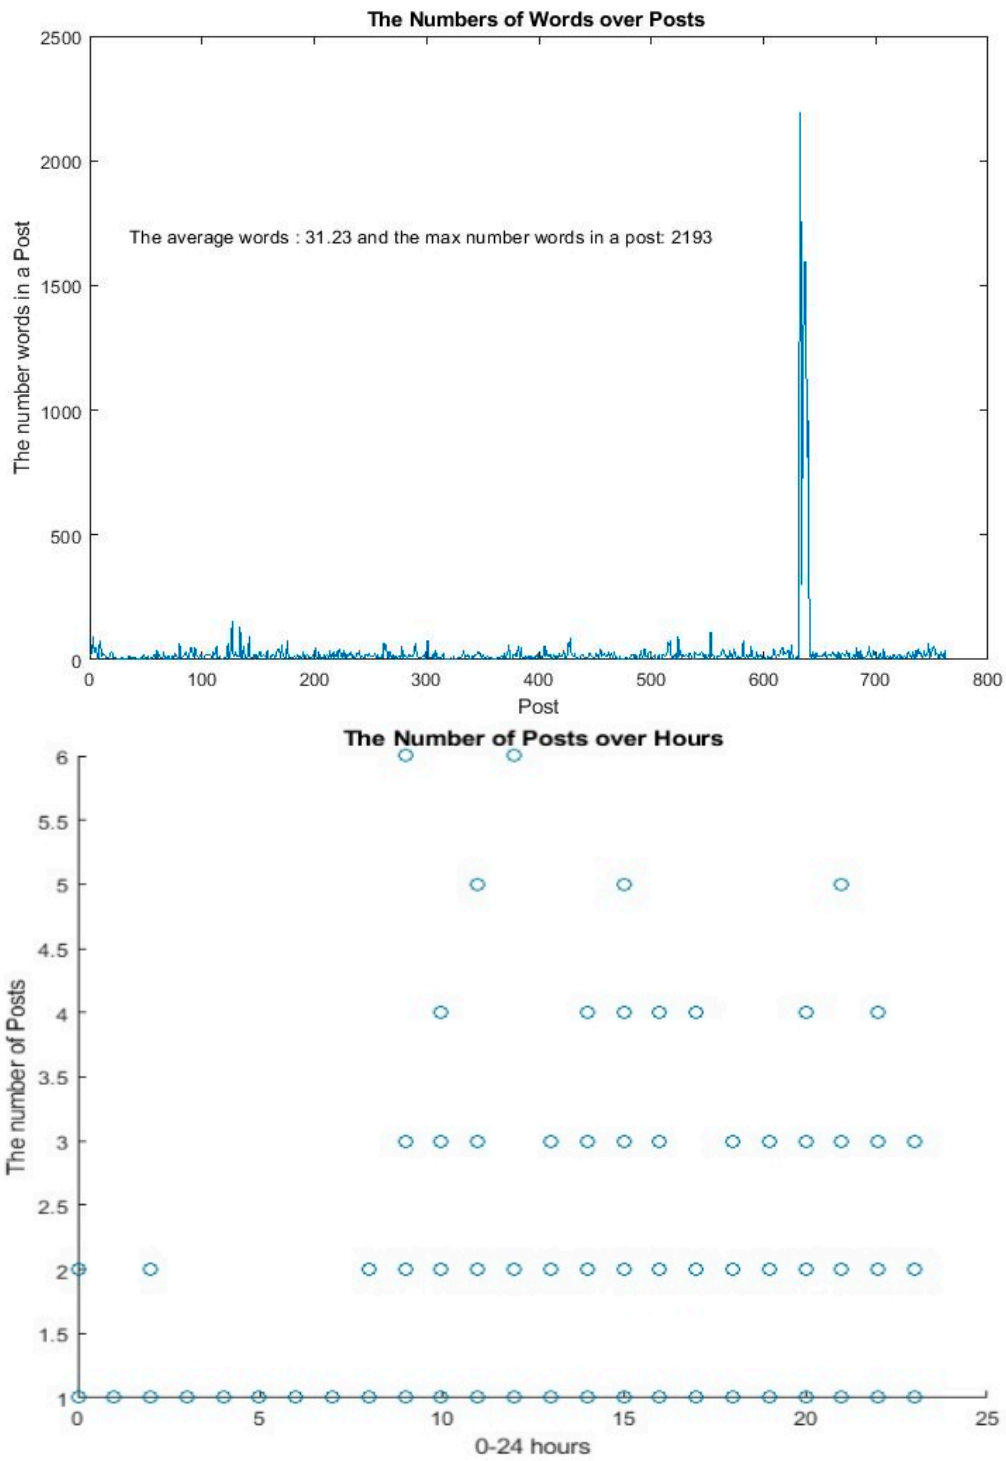 The Numbers of Words over Posts
2500
2000
The average words : 31.23 and the max number words in a post: 2193
1500
1000
500
0
The number words in a Post
0 100 200 300 400 500 600 700 800
Post
The Number of Posts over Hours
6
5.5
5
4.5
4
3.5
3
2.5
2
1.5
1
The number of Posts
0 5 10 15 20 25
0-24 hours